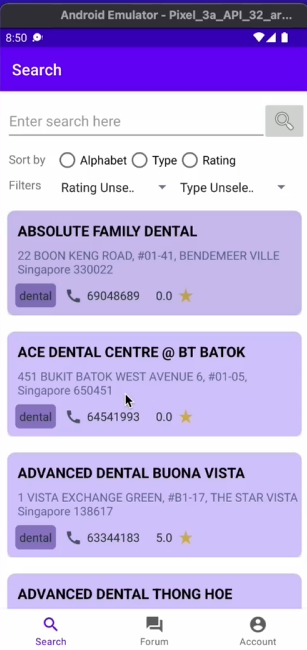 Android Emulator - Pixel_3a_API_32_ar...
8:50
Search
Enter search here
Sort by Alphabet Type Rating
Filters Rating Unse.. Type Unsele..
ABSOLUTE FAMILY DENTAL
22 BOON KENG ROAD, #01-41, BENDEMEER VILLE
Singapore 330022
dental 69048689 0.0
ACE DENTAL CENTRE @ BT BATOK
451 BUKIT BATOK WEST AVENUE 6, #01-05,
Singapore 650451
dental 64541993 0.0
ADVANCED DENTAL BUONA VISTA
1 VISTA EXCHANGE GREEN, #B1-17, THE STAR VISTA
Singapore 138617
dental 63344183 5.0
ADVANCED DENTAL THONG HOE
Search Forum Account